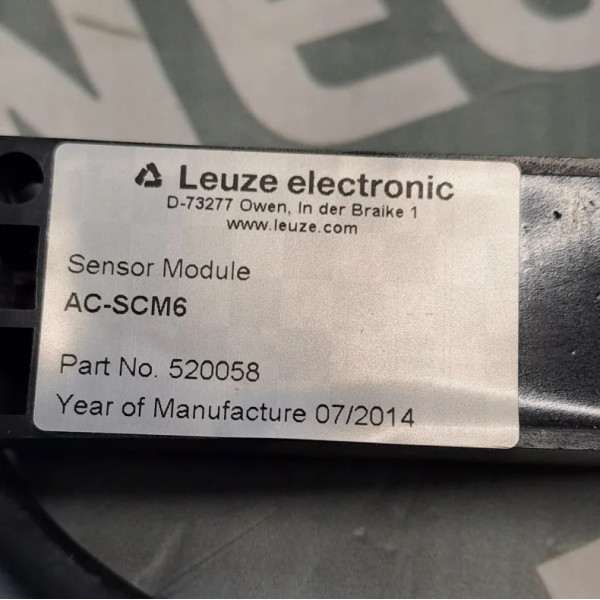 NEU
Leuze electronic
D-73277 Owen, In der Braike 1
www.leuze.com
Sensor Module
AC-SCM6
Part No. 520058
Year of Manufacture 07/2014